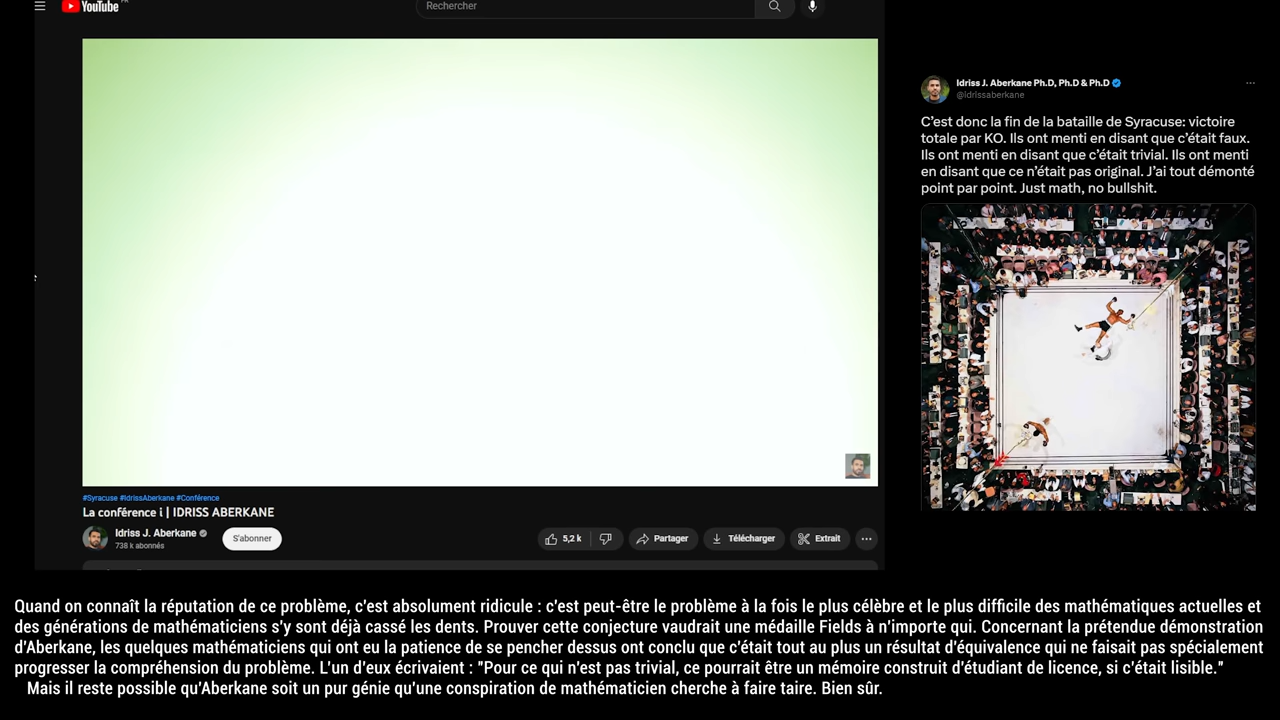 YouTube
Rechercher
#Syracuse #IdrissAberkane #Conférence
La conférence i | IDRISS ABERKANE
Idriss J. Aberkane
738 k abonnés
S'abonner
5,2 k
Partager
Télécharger
Extrait
Idriss J. Aberkane Ph.D, Ph.D & Ph.D
@Idrissaberkane
C'est donc la fin de la bataille de Syracuse: victoire
totale par KO. Ils ont menti en disant que c'était faux.
Ils ont menti en disant que c'était trivial. Ils ont menti
en disant que ce n'était pas original. J'ai tout démonté
point par point. Just math, no bullshit.
Quand on connaît la réputation de ce problème, c'est absolument ridicule : c'est peut-être le problème à la fois le plus célèbre et le plus difficile des mathématiques actuelles et
des générations de mathématiciens s'y sont déjà cassé les dents. Prouver cette conjecture vaudrait une médaille Fields à n'importe qui. Concernant la prétendue démonstration
d'Aberkane, les quelques mathématiciens qui ont eu la patience de se pencher dessus ont conclu que c'était tout au plus un résultat d'équivalence qui ne faisait pas spécialement
progresser la compréhension du problème. L'un d'eux écrivaient : "Pour ce qui n'est pas trivial, ce pourrait être un mémoire construit d'étudiant de licence, si c'était lisible."
Mais il reste possible qu'Aberkane soit un pur génie qu'une conspiration de mathématicien cherche à faire taire. Bien sûr.